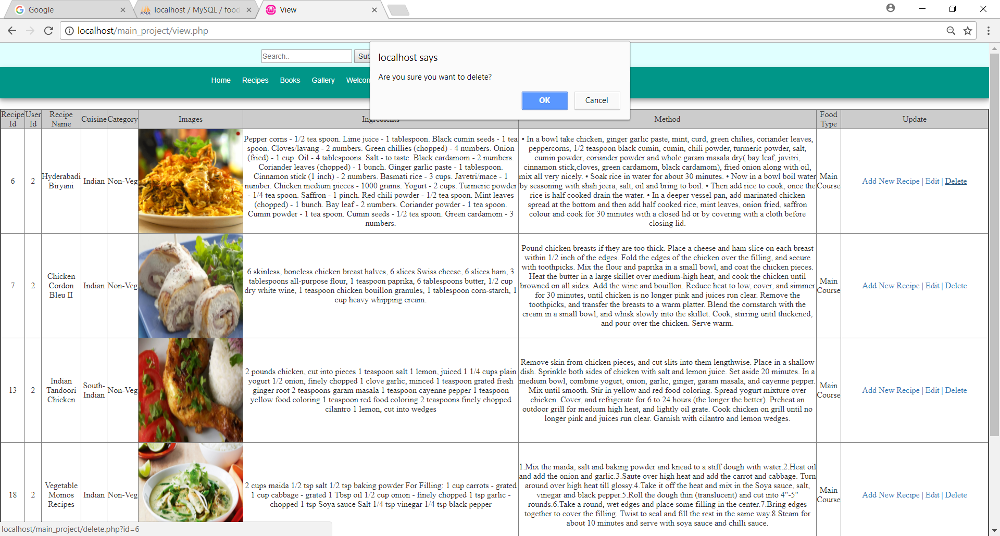 Google
localhost / MySQL / food
View
localhost/main_project/view.php
Search..
Sub
localhost says
Are you sure you want to delete?
OK
Cancel
Home
Recipes
Books
Gallery
Welcom
Recipe Id
User Id
Recipe Name
Cuisine
Category
Images
Ingredients
Method
Food Type
Update
6
2
Hyderabadi
Biryani
Indian
Non-Veg
Pepper corns - 1/2 tea spoon. Lime juice - 1 tablespoon. Black cumin seeds - 1 tea
spoon. Cloves/lavang - 2 numbers. Green chillies (chopped) - 4 numbers. Onion
(fried) - 1 cup. Oil - 4 tablespoons. Salt - to taste. Black cardamom - 2 numbers.
Coriander leaves (chopped) - 1 bunch. Ginger garlic paste - 1 tablespoon.
Cinnamon stick (1 inch) - 2 numbers. Basmati rice - 3 cups. Javetri/mace - 1
number. Chicken medium pieces - 1000 grams. Yogurt - 2 cups. Turmeric powder
- 1/4 tea spoon. Saffron - 1 pinch. Red chili powder - 1/2 tea spoon. Mint leaves
(chopped) - 1 bunch. Bay leaf - 2 numbers. Coriander powder - 1 tea spoon.
Cumin powder - 1 tea spoon. Cumin seeds - 1/2 tea spoon. Green cardamom - 3
numbers.
• In a bowl take chicken, ginger garlic paste, mint, curd, green chilies, coriander leaves,
peppercorns, 1/2 teaspoon black cumin, cumin, chili powder, turmeric powder, salt,
cumin powder, coriander powder and whole garam masala dry( bay leaf, javitri,
cinnamon stick,cloves, green cardamom, black cardamom), fried onion along with oil,
mix all very nicely. • Soak rice in water for about 30 minutes. • Now in a bowl boil water
by seasoning with shah jeera, salt, oil and bring to boil. • Then add rice to cook, once the
rice is half cooked drain the water. • In a deeper vessel pan, add marinated chicken
spread at the bottom and then add half cooked rice, mint leaves, onion fried, saffron
colour and cook for 30 minutes with a closed lid or by covering with a cloth before
closing lid.
Main
Course
Add New Recipe | Edit | Delete
7
2
Chicken
Cordon
Bleu II
Indian
Non-Veg
6 skinless, boneless chicken breast halves, 6 slices Swiss cheese, 6 slices ham, 3
tablespoons all-purpose flour, 1 teaspoon paprika, 6 tablespoons butter, 1/2 cup
dry white wine, 1 teaspoon chicken bouillon granules, 1 tablespoon corn-starch, 1
cup heavy whipping cream.
Pound chicken breasts if they are too thick. Place a cheese and ham slice on each breast
within 1/2 inch of the edges. Fold the edges of the chicken over the filling, and secure
with toothpicks. Mix the flour and paprika in a small bowl, and coat the chicken pieces.
Heat the butter in a large skillet over medium-high heat, and cook the chicken until
browned on all sides. Add the wine and bouillon. Reduce heat to low, cover, and simmer
for 30 minutes, until chicken is no longer pink and juices run clear. Remove the
toothpicks, and transfer the breasts to a warm platter. Blend the cornstarch with the
cream in a small bowl, and whisk slowly into the skillet. Cook, stirring until thickened,
and pour over the chicken. Serve warm.
Main
Course
Add New Recipe | Edit | Delete
13
2
Indian
Tandoori
Chicken
South-
Indian
Non-Veg
2 pounds chicken, cut into pieces 1 teaspoon salt 1 lemon, juiced 1 1/4 cups plain
yogurt 1/2 onion, finely chopped 1 clove garlic, minced 1 teaspoon grated fresh
ginger root 2 teaspoons garam masala 1 teaspoon cayenne pepper 1 teaspoon
yellow food coloring 1 teaspoon red food coloring 2 teaspoons finely chopped
cilantro 1 lemon, cut into wedges
Remove skin from chicken pieces, and cut slits into them lengthwise. Place in a shallow
dish. Sprinkle both sides of chicken with salt and lemon juice. Set aside 20 minutes. In a
medium bowl, combine yogurt, onion, garlic, ginger, garam masala, and cayenne pepper.
Mix until smooth. Stir in yellow and red food coloring. Spread yogurt mixture over
chicken. Cover, and refrigerate for 6 to 24 hours (the longer the better). Preheat an
outdoor grill for medium high heat, and lightly oil grate. Cook chicken on grill until no
longer pink and juices run clear. Garnish with cilantro and lemon wedges.
Main
Course
Add New Recipe | Edit | Delete
18
2
Vegetable
Momos
Recipes
Indian
Non-Veg
2 cups maida 1/2 tsp salt 1/2 tsp baking powder For Filling: 1 cup carrots - grated
1 cup cabbage - grated 1 Tbsp oil 1/2 cup onion - finely chopped 1 tsp garlic -
chopped 1 tsp Soya sauce Salt 1/4 tsp vinegar 1/4 tsp black pepper
1.Mix the maida, salt and baking powder and knead to a stiff dough with water.2.Heat oil
and add the onion and garlic.3.Saute over high heat and add the carrot and cabbage. Turn
around over high heat till glossy.4.Take it off the heat and mix in the Soya sauce, salt,
vinegar and black pepper.5.Roll the dough thin (translucent) and cut into 4"-5"
rounds.6.Take a round, wet edges and place some filling in the center.7.Bring edges
together to cover the filling. Twist to seal and fill the rest in the same way.8.Steam for
about 10 minutes and serve with soya sauce and chilli sauce.
Main
Course
Add New Recipe | Edit | Delete
localhost/main_project/delete.php?id=6